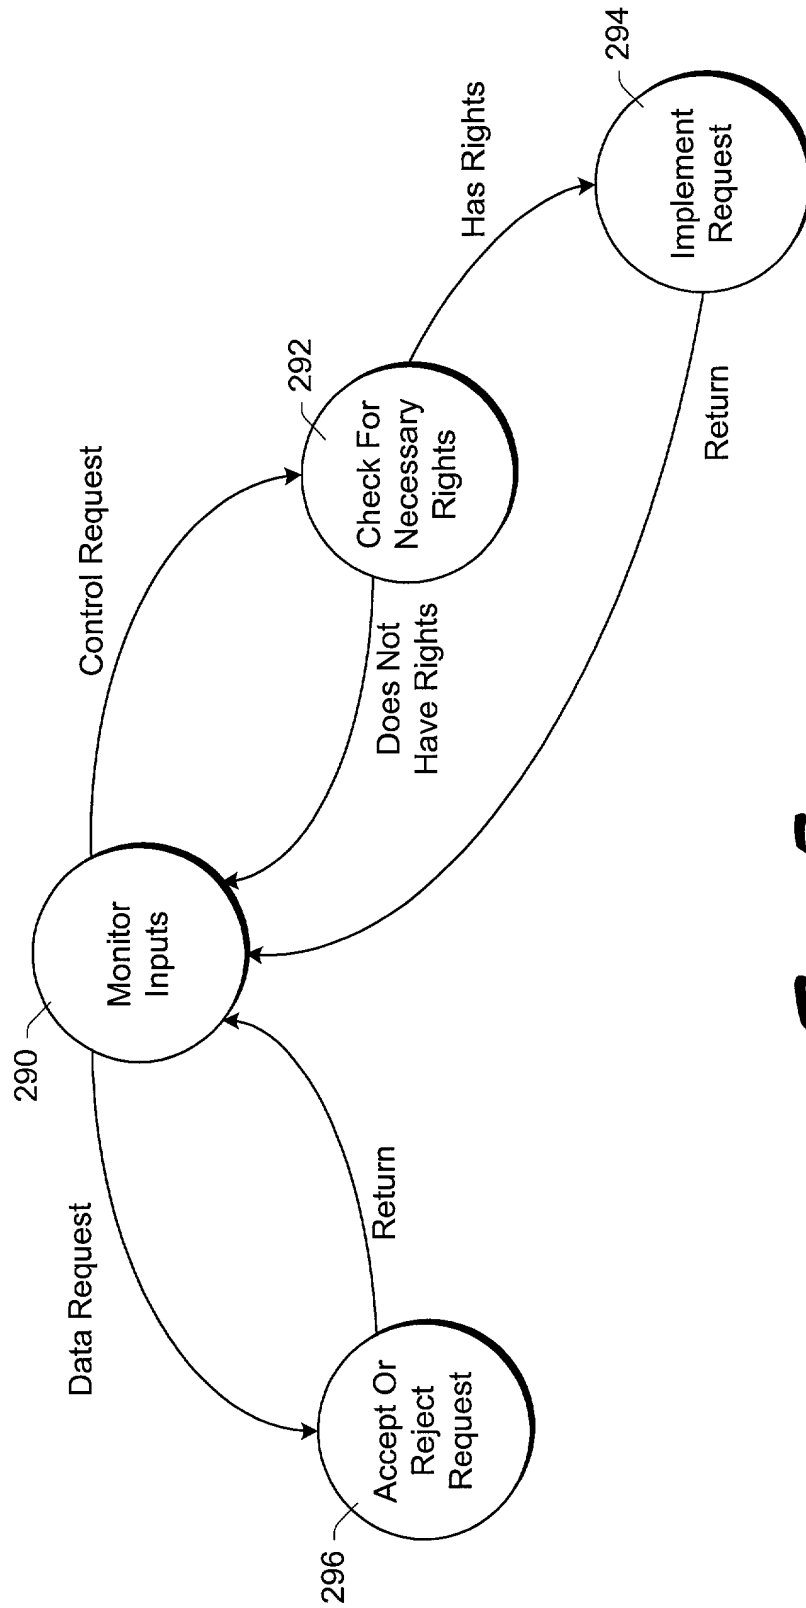 290
Monitor
Inputs
Data Request
Control Request
292
Check For
Necessary
Rights
Does Not
Have Rights
Has Rights
294
Implement
Request
Return
Return
296
Accept Or
Reject
Request